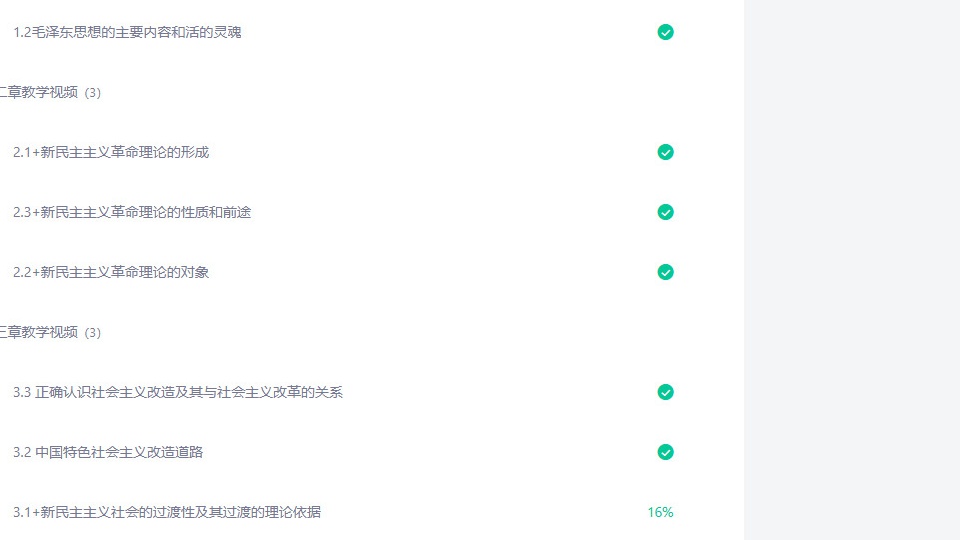 1.2毛泽东思想的主要内容和活的灵魂
二章教学视频（3）
2.1+新民主主义革命理论的形成
2.3+新民主主义革命理论的性质和前途
2.2+新民主主义革命理论的对象
三章教学视频（3）
3.3 正确认识社会主义改造及其与社会主义改革的关系
3.2 中国特色社会主义改造道路
3.1+新民主主义社会的过渡性及其过渡的理论依据 16%